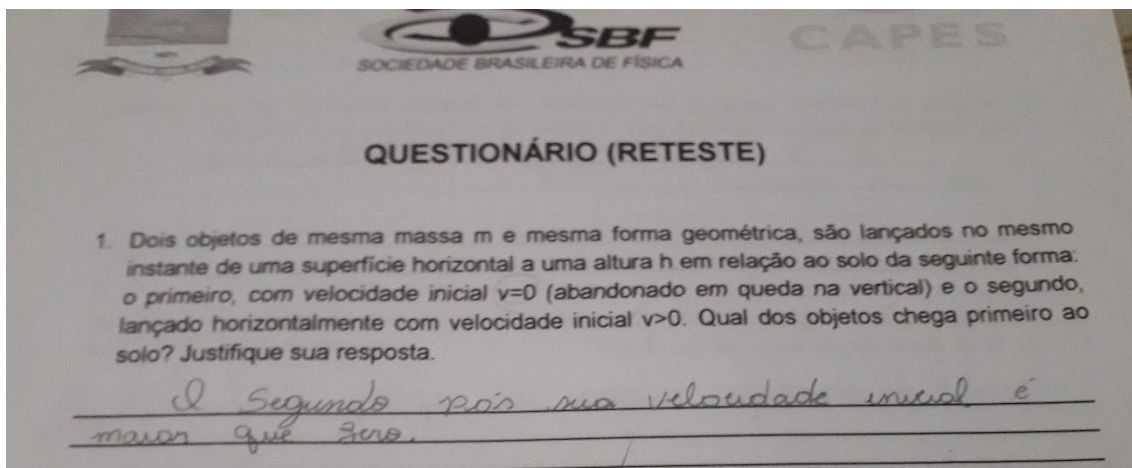 SBF
SOCIEDADE BRASILEIRA DE FÍSICA
CAPES
QUESTIONÁRIO (RETESTE)
1. Dois objetos de mesma massa m e mesma forma geométrica, são lançados no mesmo
instante de uma superfície horizontal a uma altura h em relação ao solo da seguinte forma:
o primeiro, com velocidade inicial v=0 (abandonado em queda na vertical) e o segundo,
lançado horizontalmente com velocidade inicial v>0. Qual dos objetos chega primeiro ao
solo? Justifique sua resposta.
O Segundo pois sua velocidade inicial é
maior que zero.